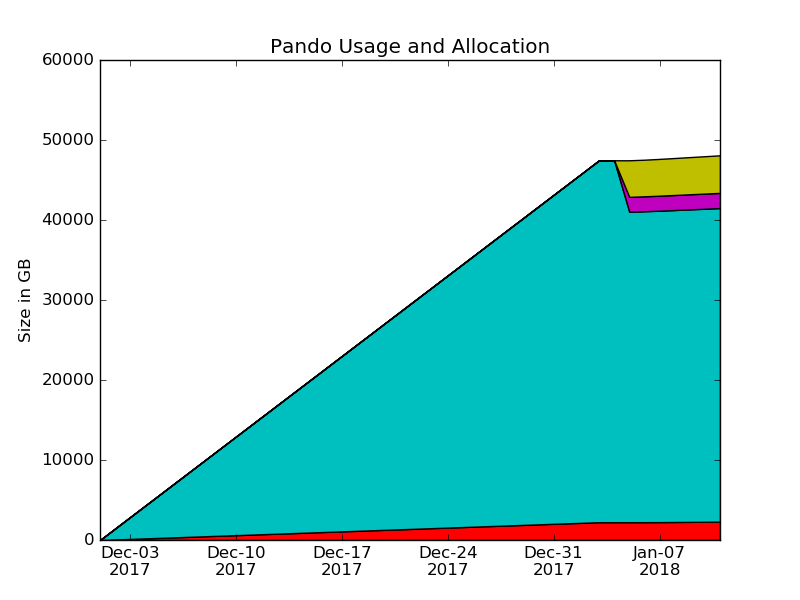 Pando Usage and Allocation
60000
50000
40000
30000
20000
10000
0
Size in GB
Dec-03
2017
Dec-10
2017
Dec-17
2017
Dec-24
2017
Dec-31
2017
Jan-07
2018